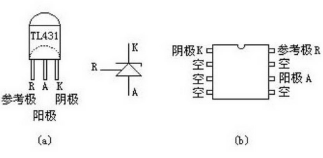 TL431
R A K
参考极 阴极
阳极
(a)
K
R
A
阴极K 参考极R
空 空
空 阳极A
空 空
(b)